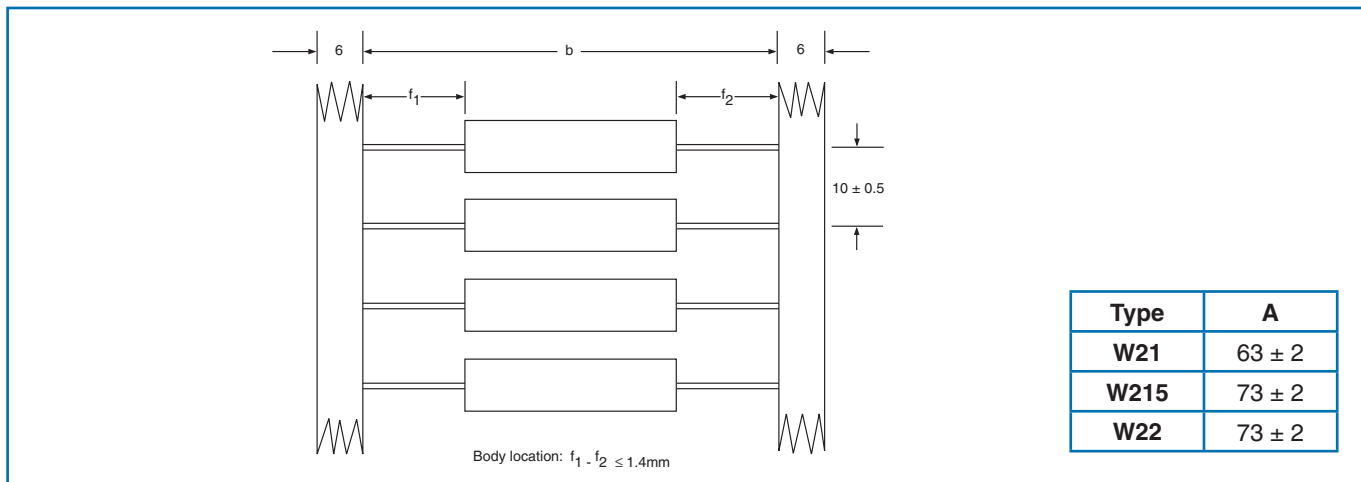 6 b 6
f1 f2
10 ± 0.5
Type A
W21 63 ± 2
W215 73 ± 2
W22 73 ± 2
Body location: f1 - f2 ≤ 1.4mm